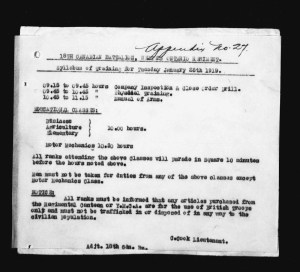 Appendix No. 27
18TH CANADIAN BATTALION, WESTERN ONTARIO REGIMENT.
Syllabus of Training for Tuesday January 28th 1919.
09.15 to 09.45 hours Company Inspection & Close Order Drill.
09.45 to 10.45 " Physical Training.
10.45 to 11.15 " Manual of Arms.
EDUCATIONAL CLASSES:
Business )
Agriculture ) 10.00 hours.
Elementary )
Motor Mechanics 10.30 hours
All ranks attending the above classes will parade in Square 10 minutes
before the hours noted above.
Men must not be taken for duties from any of the above classes except
Motor Mechanics Class.
NOTICE:
All ranks must be informed that any articles purchased
from the Regimental Canteen or Y.M.C.A. are for the use of British troops
only and must not be trafficked in or disposed of in any way to the
civilian population.
Lieutenant.
A/Adjt. 18th Bn.